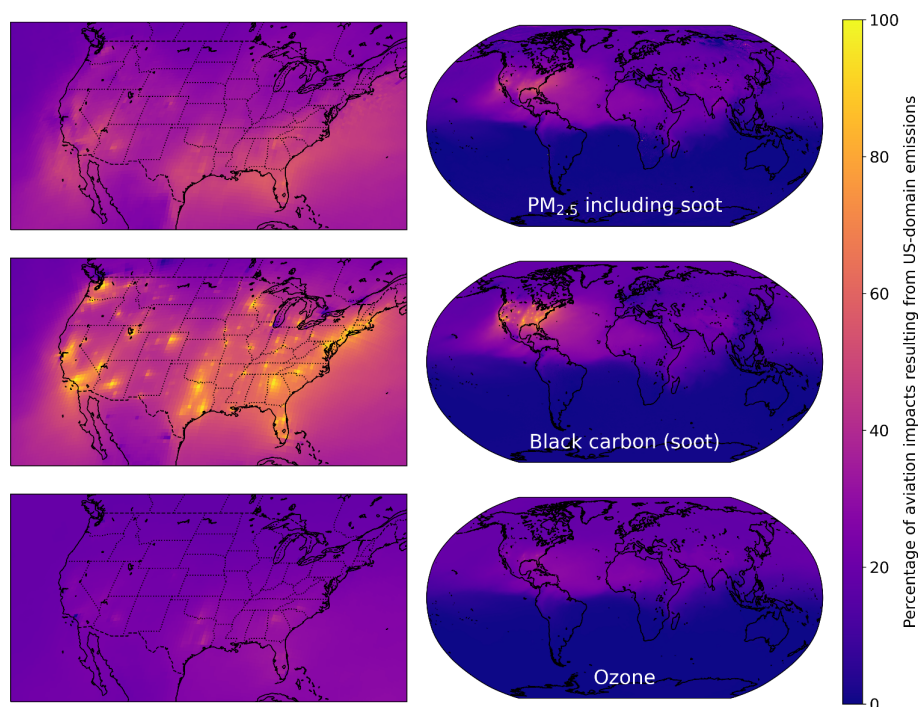 PM2.5 including soot
Black carbon (soot)
Ozone
100
80
60
40
20
0
Percentage of aviation impacts resulting from US-domain emissions